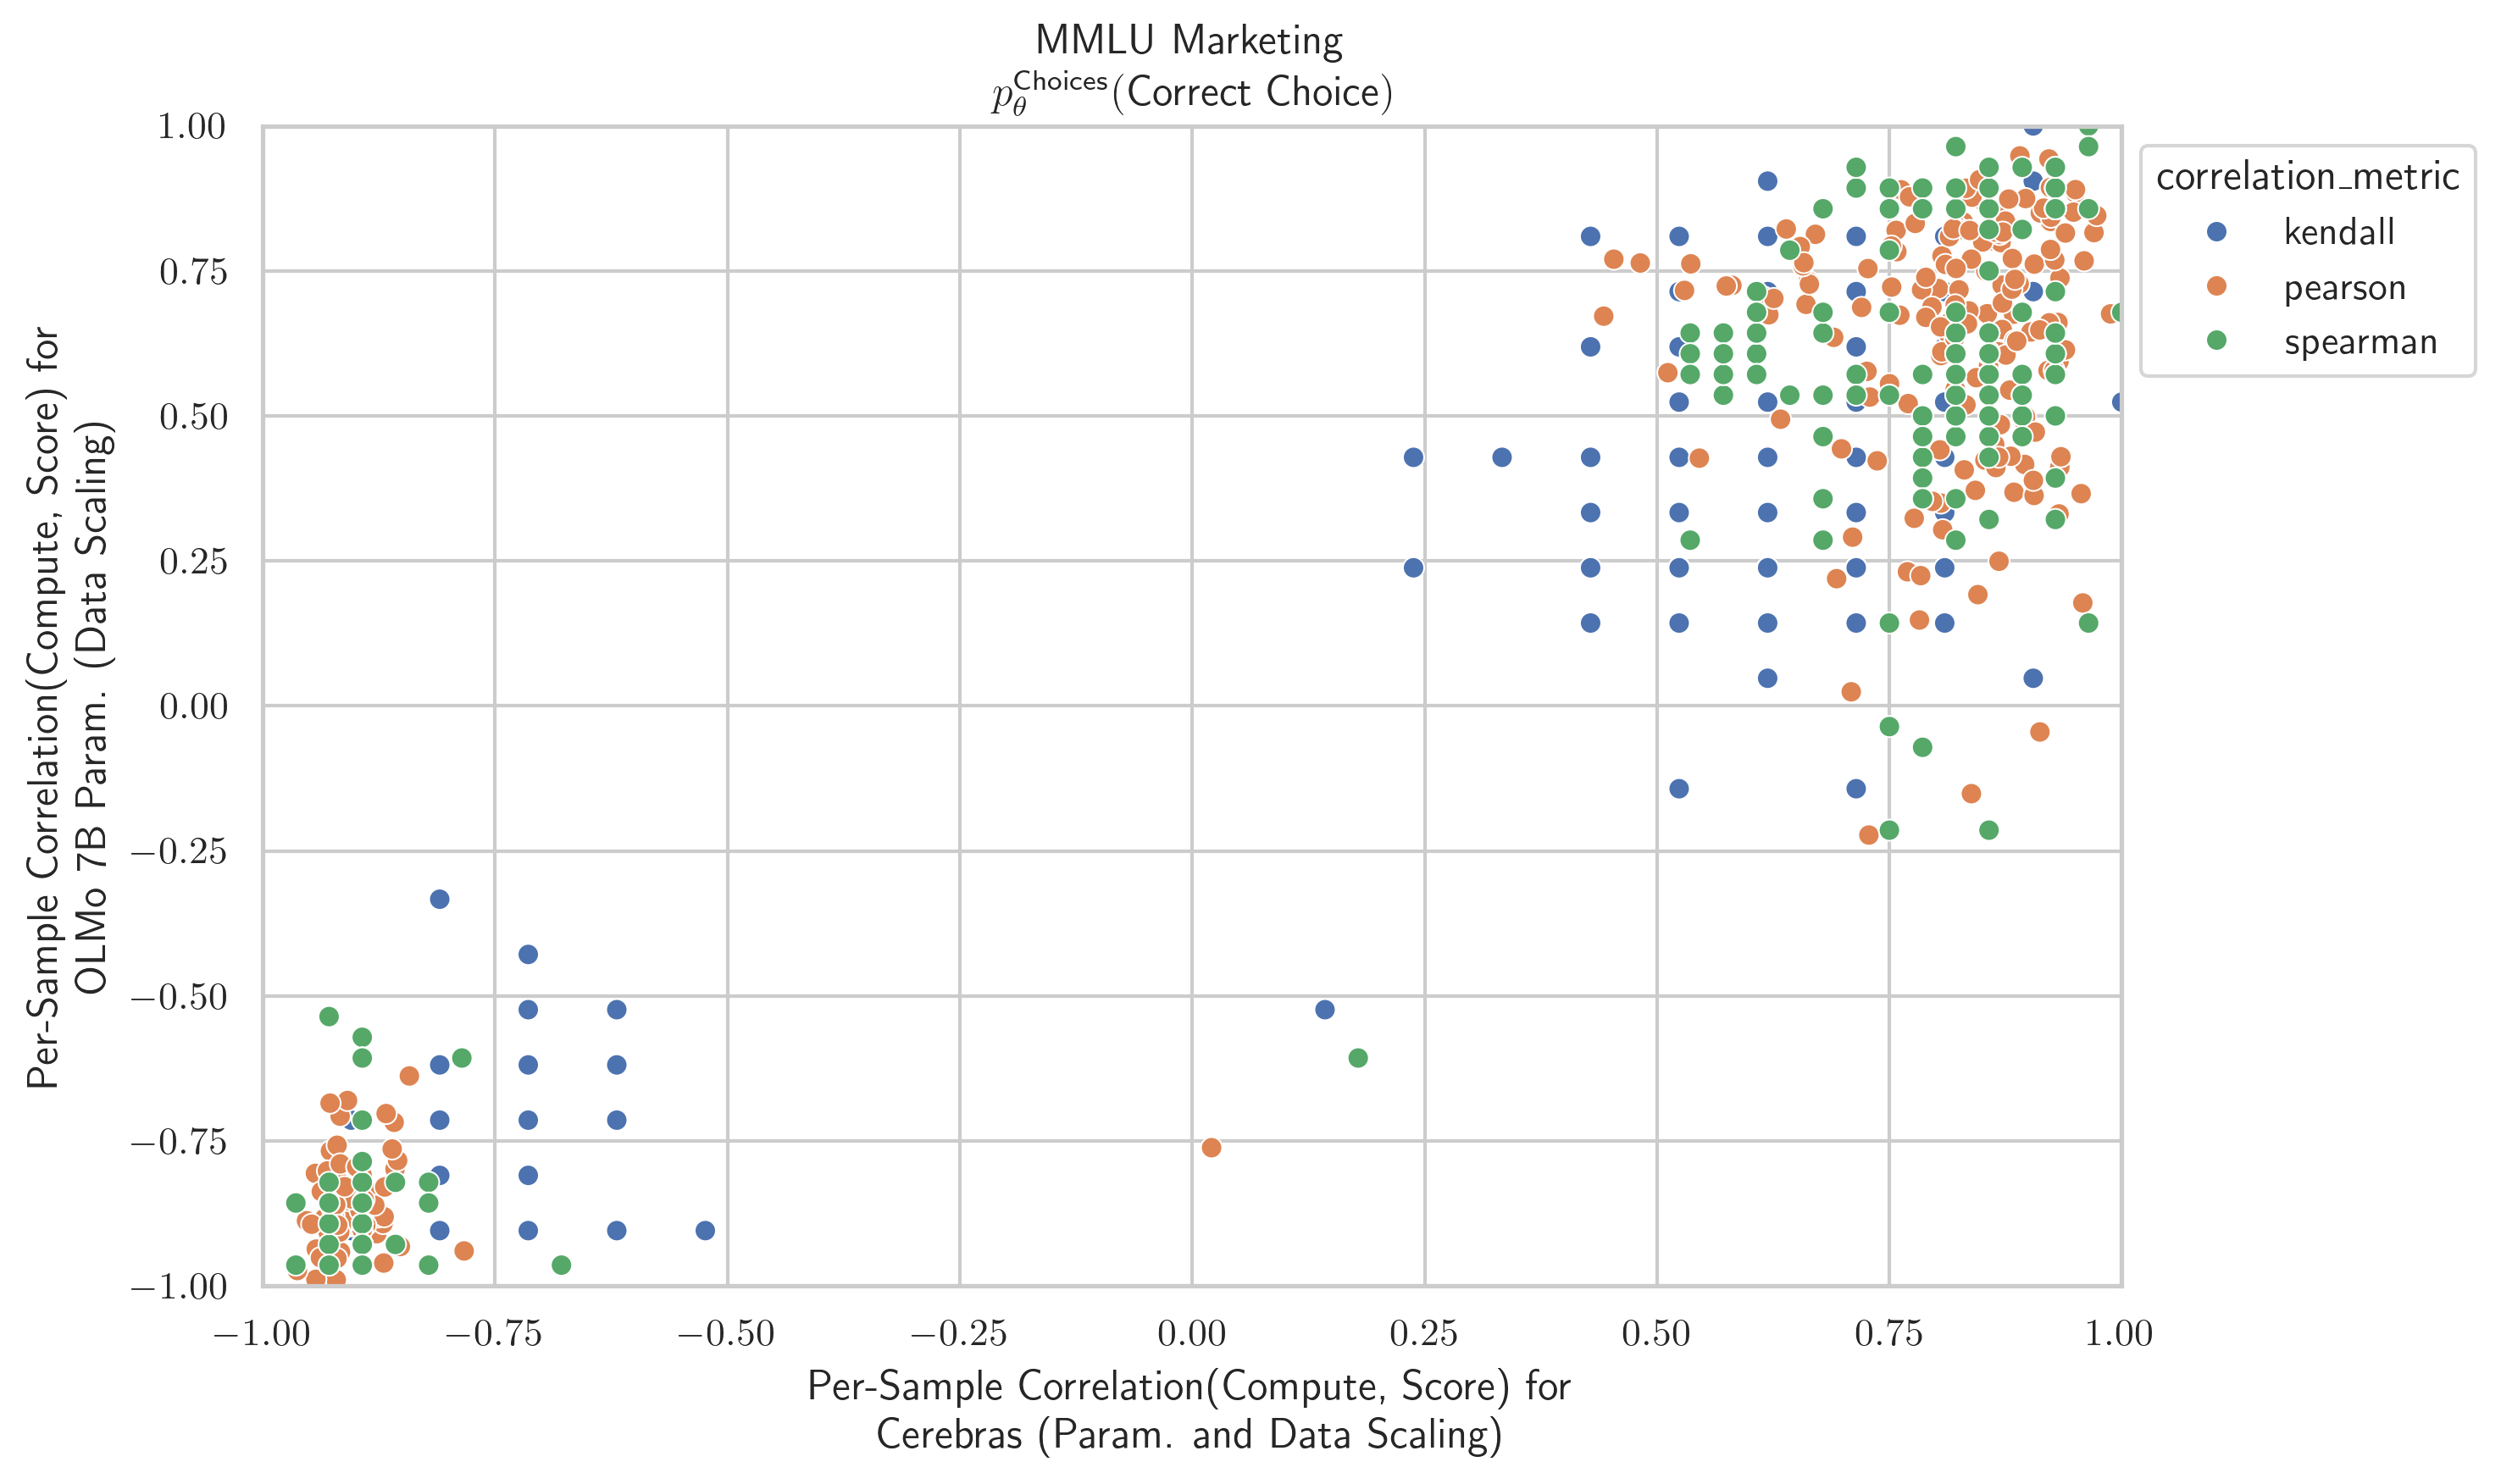 MMLU Marketing
p_θ^Choices(Correct Choice)
1.00
0.75
0.50
0.25
0.00
−0.25
−0.50
−0.75
−1.00
Per-Sample Correlation(Compute, Score) for
OLMo 7B Param. (Data Scaling)
correlation_metric
kendall
pearson
spearman
−1.00 −0.75 −0.50 −0.25 0.00 0.25 0.50 0.75 1.00
Per-Sample Correlation(Compute, Score) for
Cerebras (Param. and Data Scaling)